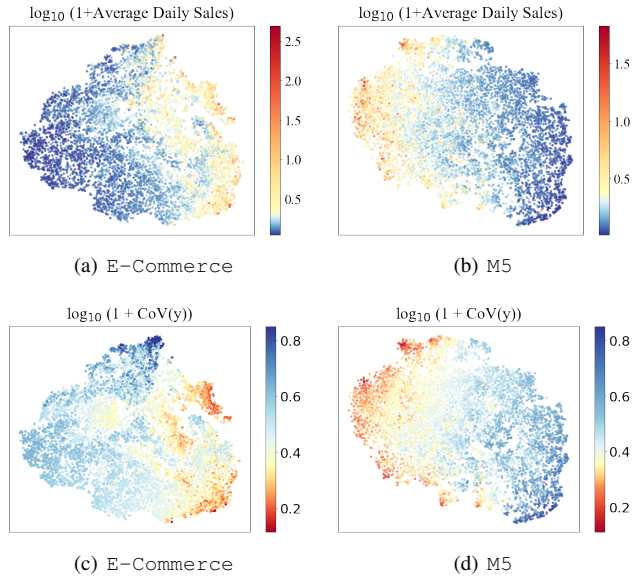 log₁₀ (1+Average Daily Sales)
2.5
2.0
1.5
1.0
0.5
(a) E-Commerce
log₁₀ (1+Average Daily Sales)
1.5
1.0
0.5
(b) M5
log₁₀ (1 + CoV(y))
0.8
0.6
0.4
0.2
(c) E-Commerce
log₁₀ (1 + CoV(y))
0.8
0.6
0.4
0.2
(d) M5